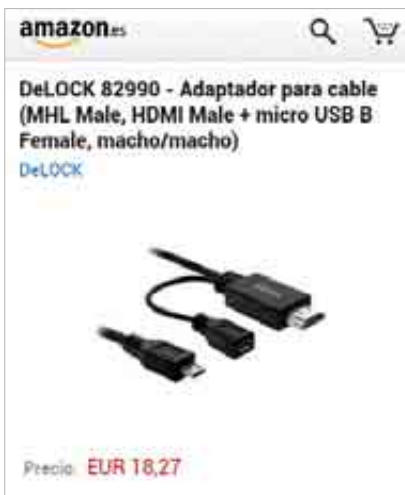 amazon.es
DeLOCK 82990 - Adaptador para cable
(MHL Male, HDMI Male + micro USB B
Female, macho/macho)
DeLOCK
Precio: EUR 18,27